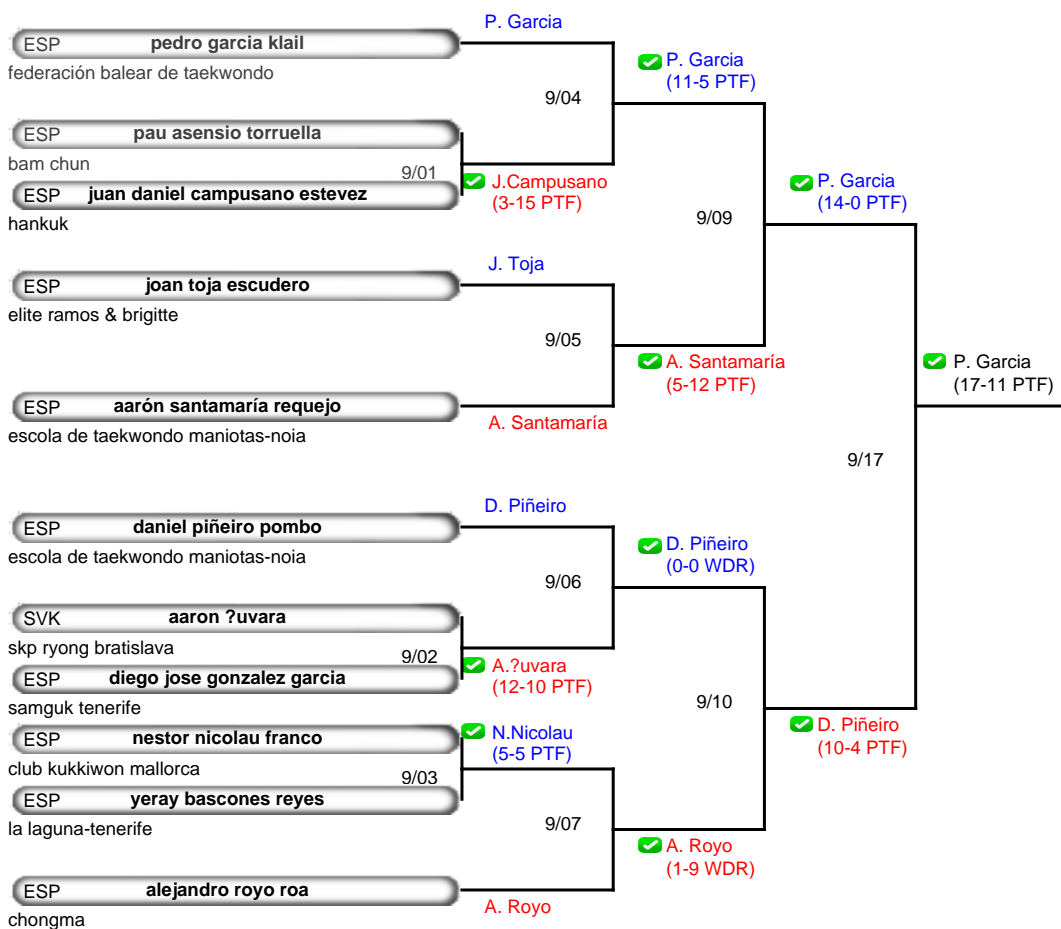 P. Garcia
ESP pedro garcia klail
federación balear de taekwondo
P. Garcia
(11-5 PTF)
9/04
ESP pau asensio torruella
bam chun
9/01
ESP juan daniel campusano estevez
hankuk
J.Campusano
(3-15 PTF)
P. Garcia
(14-0 PTF)
9/09
J. Toja
ESP joan toja escudero
elite ramos & brigitte
9/05
A. Santamaría
(5-12 PTF)
P. Garcia
(17-11 PTF)
ESP aarón santamaría requejo
escola de taekwondo maniotas-noia
A. Santamaría
9/17
D. Piñeiro
ESP daniel piñeiro pombo
escola de taekwondo maniotas-noia
D. Piñeiro
(0-0 WDR)
9/06
SVK aaron ?uvara
skp ryong bratislava
9/02
ESP diego jose gonzalez garcia
samguk tenerife
A.?uvara
(12-10 PTF)
9/10
ESP nestor nicolau franco
club kukkiwon mallorca
N.Nicolau
(5-5 PTF)
D. Piñeiro
(10-4 PTF)
9/03
ESP yeray bascones reyes
la laguna-tenerife
9/07
A. Royo
(1-9 WDR)
ESP alejandro royo roa
chongma
A. Royo